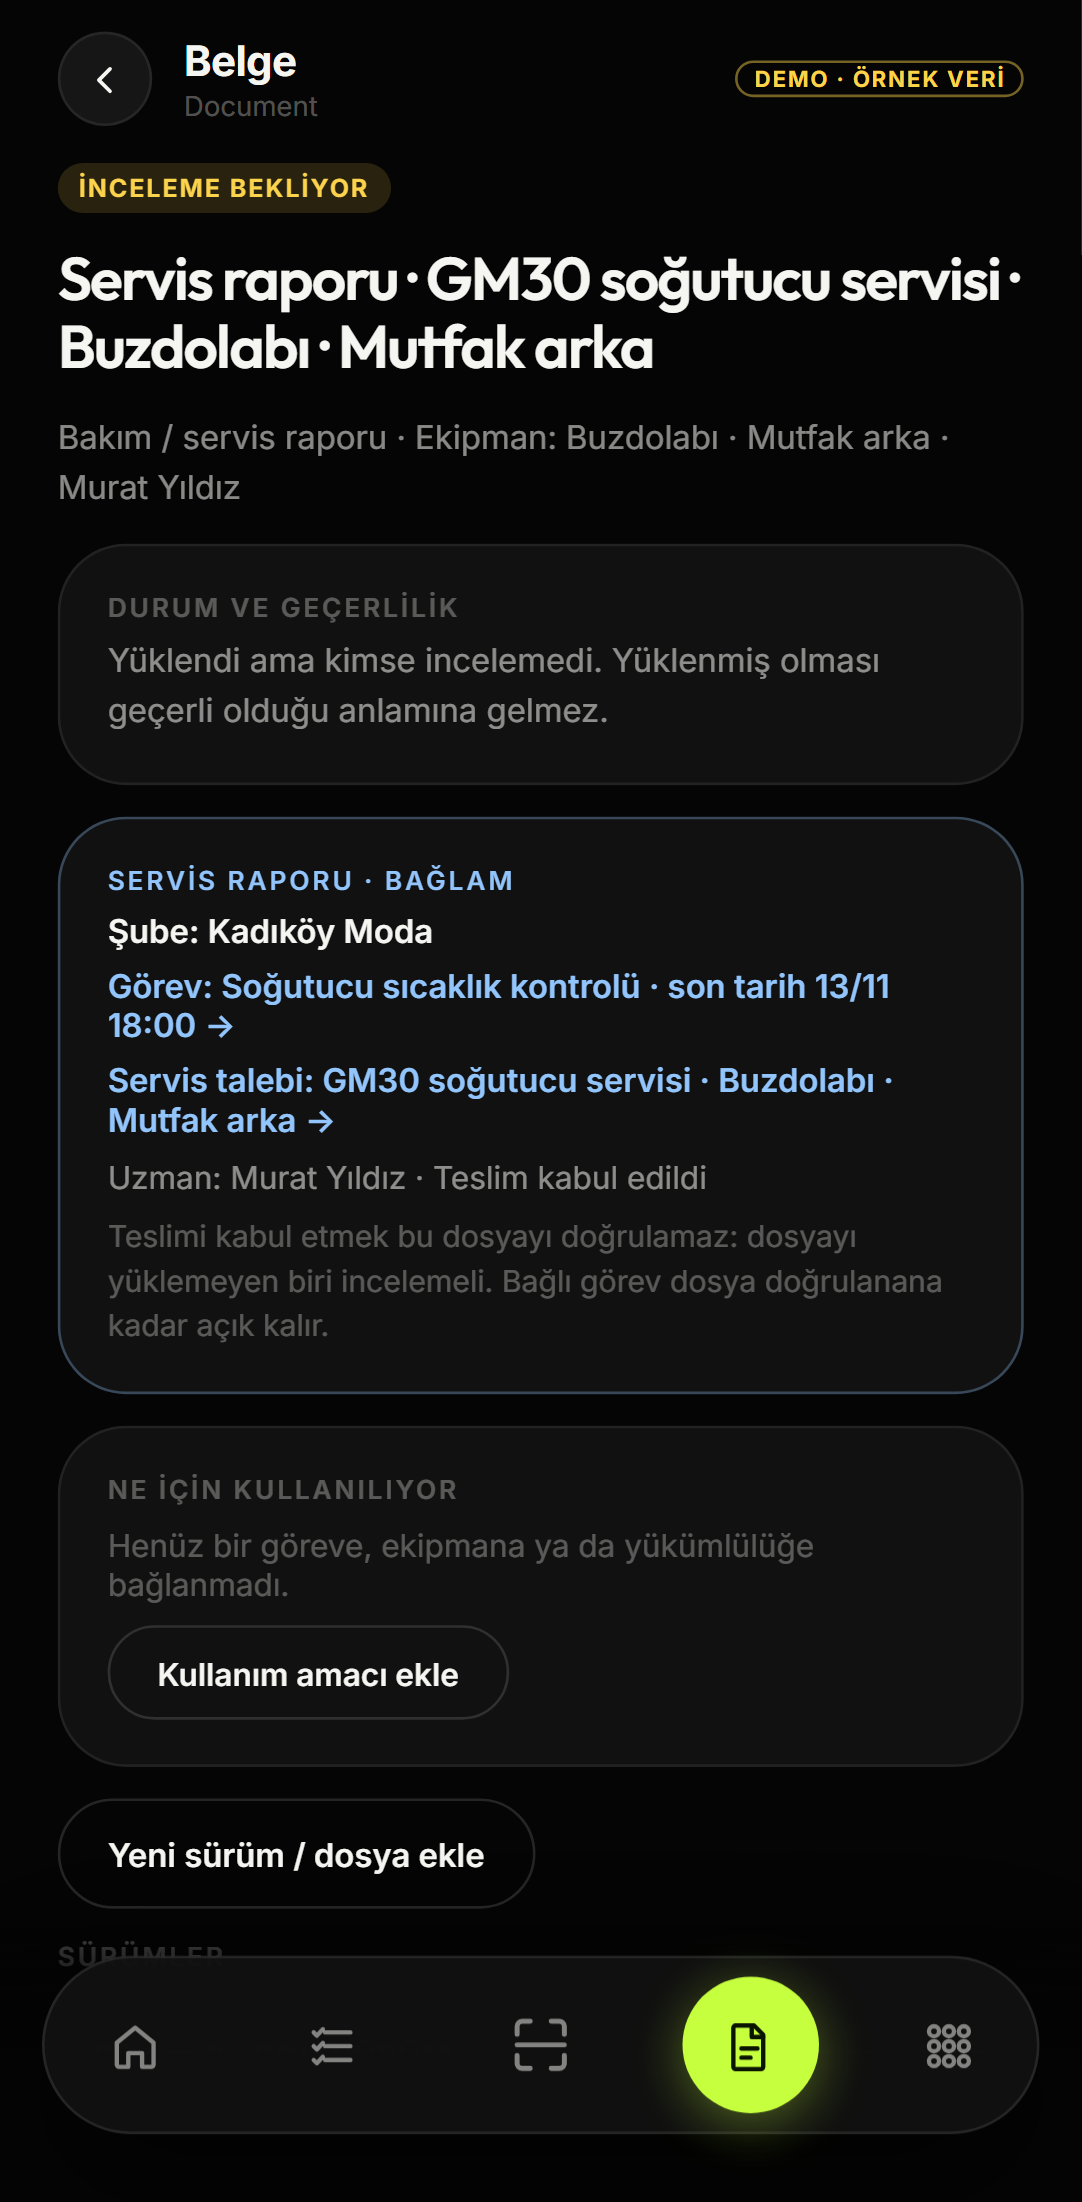 Belge
Document
DEMO · ÖRNEK VERİ
İNCELEME BEKLİYOR
Servis raporu · GM30 soğutucu servisi ·
Buzdolabı · Mutfak arka
Bakım / servis raporu · Ekipman: Buzdolabı · Mutfak arka ·
Murat Yıldız
DURUM VE GEÇERLİLİK
Yüklendi ama kimse incelemedi. Yüklenmiş olması
geçerli olduğu anlamına gelmez.
SERVİS RAPORU · BAĞLAM
Şube: Kadıköy Moda
Görev: Soğutucu sıcaklık kontrolü · son tarih 13/11
18:00 →
Servis talebi: GM30 soğutucu servisi · Buzdolabı ·
Mutfak arka →
Uzman: Murat Yıldız · Teslim kabul edildi
Teslimi kabul etmek bu dosyayı doğrulamaz: dosyayı
yüklemeyen biri incelemeli. Bağlı görev dosya doğrulanana
kadar açık kalır.
NE İÇİN KULLANILIYOR
Henüz bir göreve, ekipmana ya da yükümlülüğe
bağlanmadı.
Kullanım amacı ekle
Yeni sürüm / dosya ekle
SÜRÜMLER